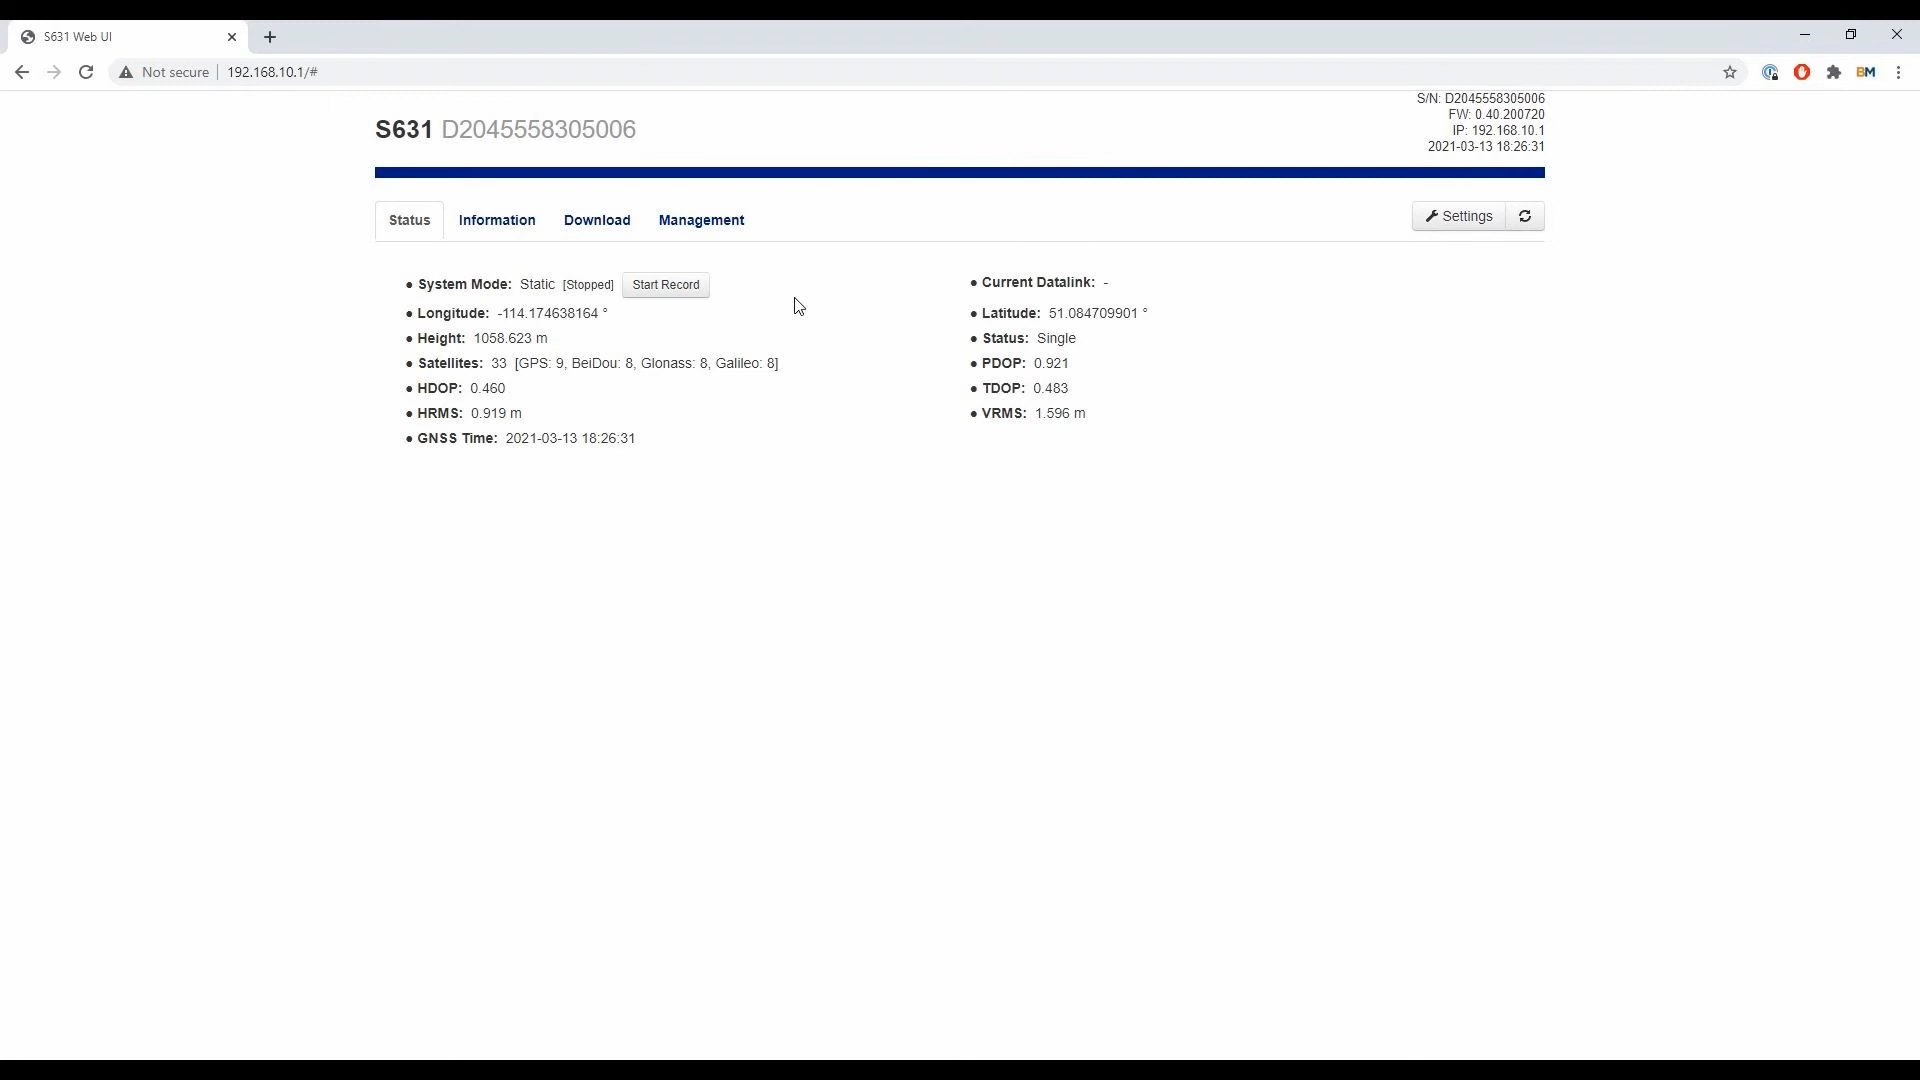 S631 Web UI
Not secure 192.168.10.1/#
BM
S/N: D2045558305006
FW: 0.40.200720
IP: 192.168.10.1
2021-03-13 18:26:31
S631 D2045558305006
Status Information Download Management Settings
• System Mode: Static [Stopped] Start Record
• Current Datalink: -
• Longitude: -114.174638164 °
• Latitude: 51.084709901 °
• Height: 1058.623 m
• Status: Single
• Satellites: 33 [GPS: 9, BeiDou: 8, Glonass: 8, Galileo: 8]
• PDOP: 0.921
• HDOP: 0.460
• TDOP: 0.483
• HRMS: 0.919 m
• VRMS: 1.596 m
• GNSS Time: 2021-03-13 18:26:31